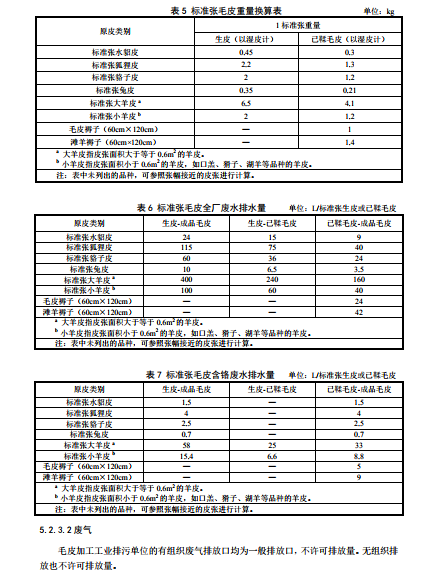 表 5 标准张毛皮重量换算表 单位：kg
原皮类别 1 标准张重量
生皮（以湿皮计） 已鞣毛皮（以湿皮计）
标准张水貂皮 0.45 0.3
标准张狐狸皮 2.2 1.3
标准张貉子皮 2 1.2
标准张兔皮 0.35 0.21
标准张大羊皮 a 6.5 4.1
标准张小羊皮 b 2 1.2
毛皮褥子（60cm×120cm） — 1
滩羊褥子（60cm×120cm） — 1.4
a 大羊皮指皮张面积大于等于 0.6m2 的羊皮。
b 小羊皮指皮张面积小于 0.6m2 的羊皮，如口羔、猾子、湖羊等品种的羊皮。
注：表中未列出的品种，可参照张幅接近的皮张进行计算。
表 6 标准张毛皮全厂废水排水量 单位：L/标准张生皮或已鞣毛皮
原皮类别 生皮-成品毛皮 生皮-已鞣毛皮 已鞣毛皮-成品毛皮
标准张水貂皮 24 15 9
标准张狐狸皮 115 75 40
标准张貉子皮 60 36 24
标准张兔皮 10 6.5 3.5
标准张大羊皮 a 400 240 160
标准张小羊皮 b 100 60 40
毛皮褥子（60cm×120cm） — — 24
滩羊褥子（60cm×120cm） — — 42
a 大羊皮指皮张面积大于等于 0.6m2 的羊皮。
b 小羊皮指皮张面积小于 0.6m2 的羊皮，如口羔、猾子、湖羊等品种的羊皮。
注：表中未列出的品种，可参照张幅接近的皮张进行计算。
表 7 标准张毛皮含铬废水排水量 单位：L/标准张生皮或已鞣毛皮
原皮类别 生皮-成品毛皮 生皮-已鞣毛皮 已鞣毛皮-成品毛皮
标准张水貂皮 1.5 — 1.5
标准张狐狸皮 4 — 4
标准张貉子皮 2.5 — 2.5
标准张兔皮 0.7 — 0.7
标准张大羊皮 a 58 25 33
标准张小羊皮 b 15.4 6.6 8.8
毛皮褥子（60cm×120cm） — — 5
滩羊褥子（60cm×120cm） — — 9
a 大羊皮指皮张面积大于等于 0.6m2 的羊皮。
b 小羊皮指皮张面积小于 0.6m2 的羊皮，如口羔、猾子、湖羊等品种的羊皮。
注：表中未列出的品种，可参照张幅接近的皮张进行计算。
5.2.3.2 废气
毛皮加工工业排污单位的有组织废气排放口均为一般排放口，不许可排放量。无组织排
放也不许可排放量。